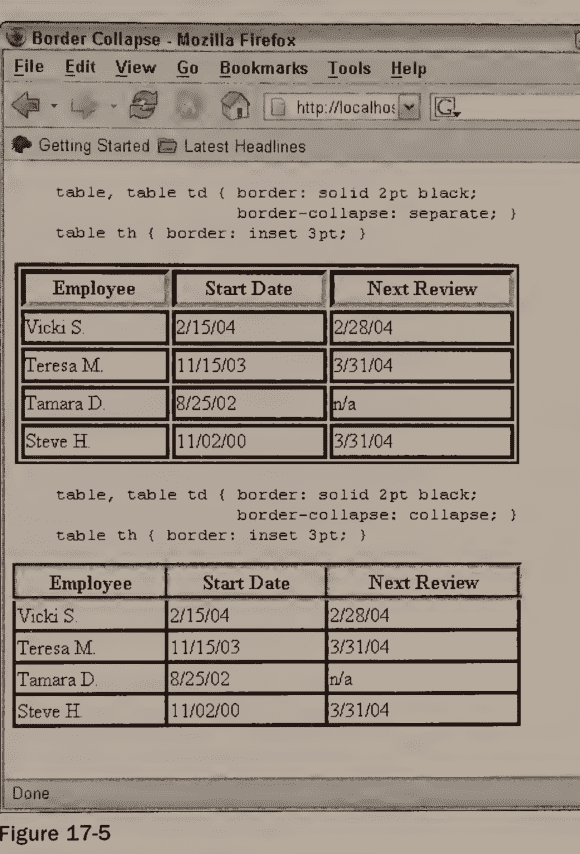 Border Collapse - Mozilla Firefox
File Edit View Go Bookmarks Tools Help
http://localhos G
Getting Started Latest Headlines
table, table td { border: solid 2pt black;
border-collapse: separate; }
table th { border: inset 3pt; }
Employee Start Date Next Review
Vicki S. 2/15/04 2/28/04
Teresa M. 11/15/03 3/31/04
Tamara D. 8/25/02 n/a
Steve H. 11/02/00 3/31/04
table, table td { border: solid 2pt black;
border-collapse: collapse; }
table th { border: inset 3pt; }
Employee Start Date Next Review
Vicki S. 2/15/04 2/28/04
Teresa M. 11/15/03 3/31/04
Tamara D. 8/25/02 n/a
Steve H. 11/02/00 3/31/04
Done
Figure 17-5